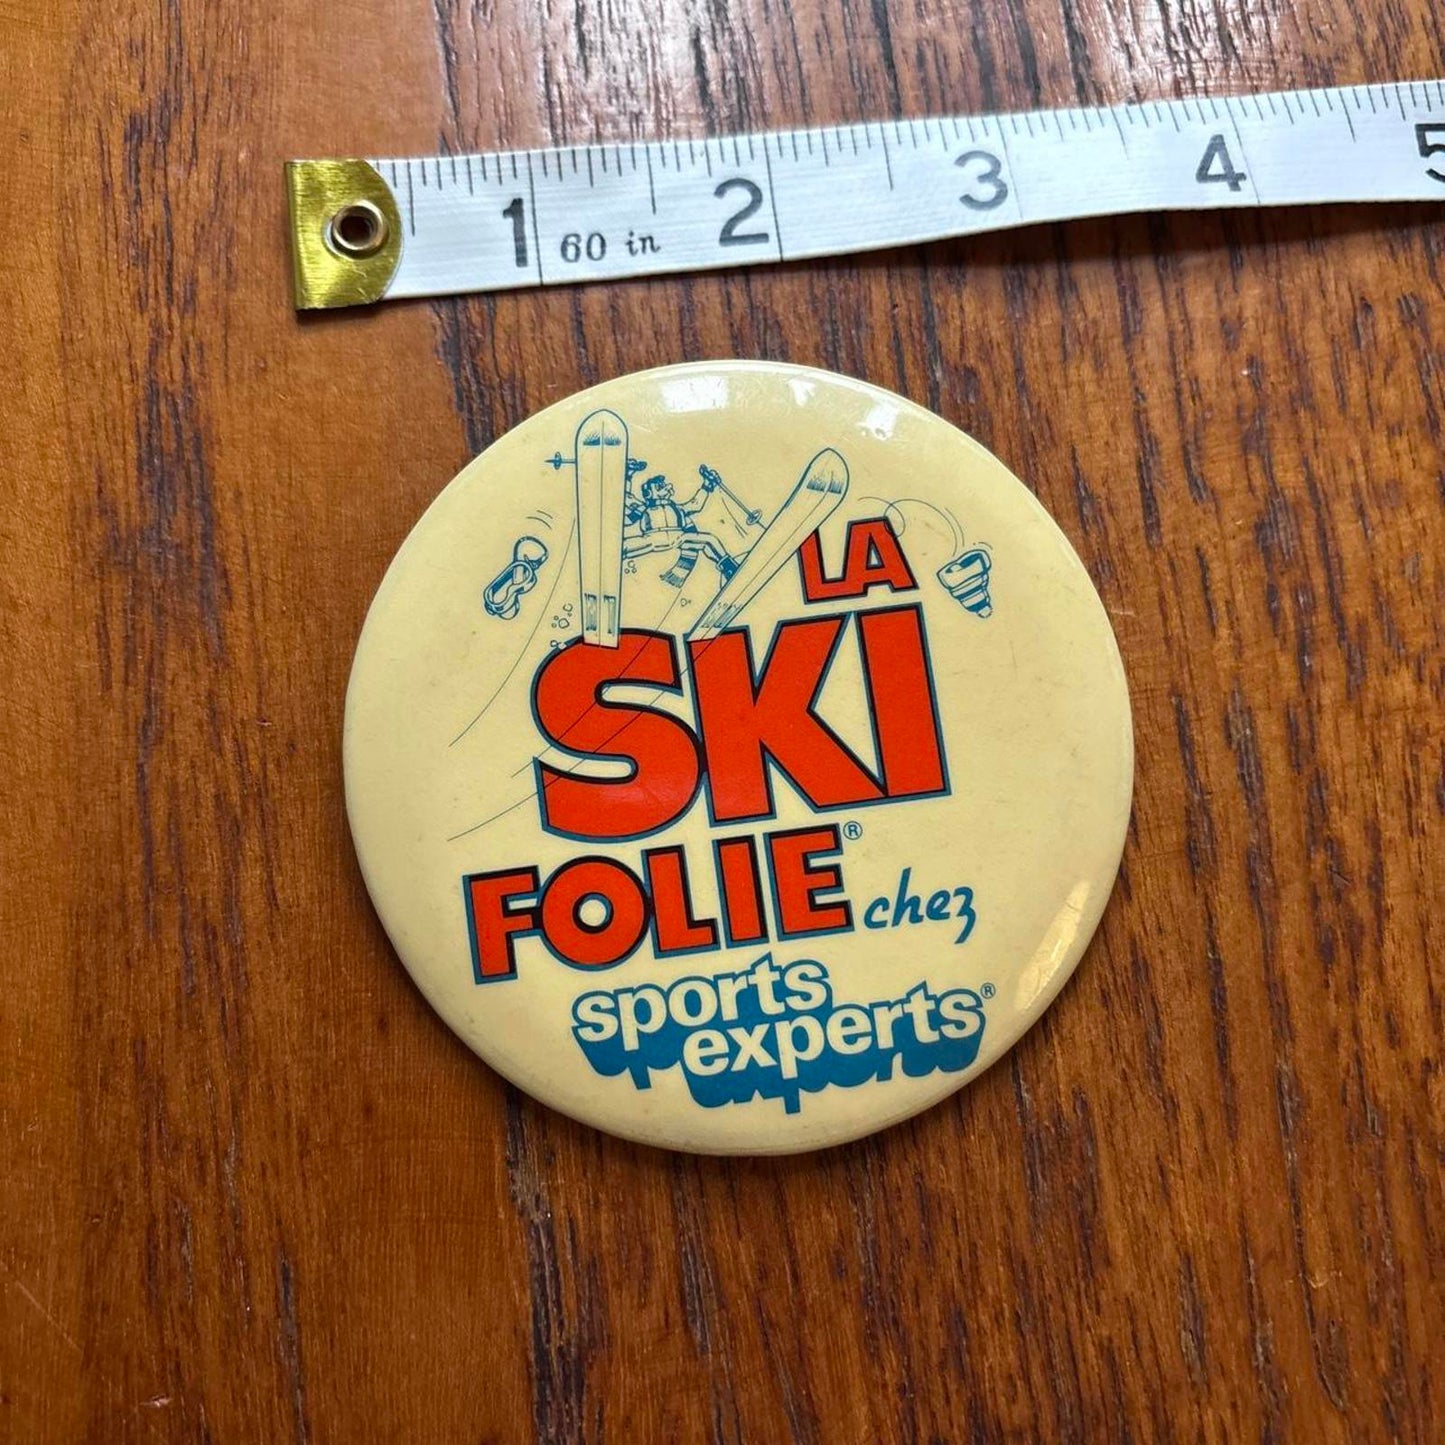 1 60 in 2 3 4 5
LA
SKI
FOLIE® chez
sports
experts®